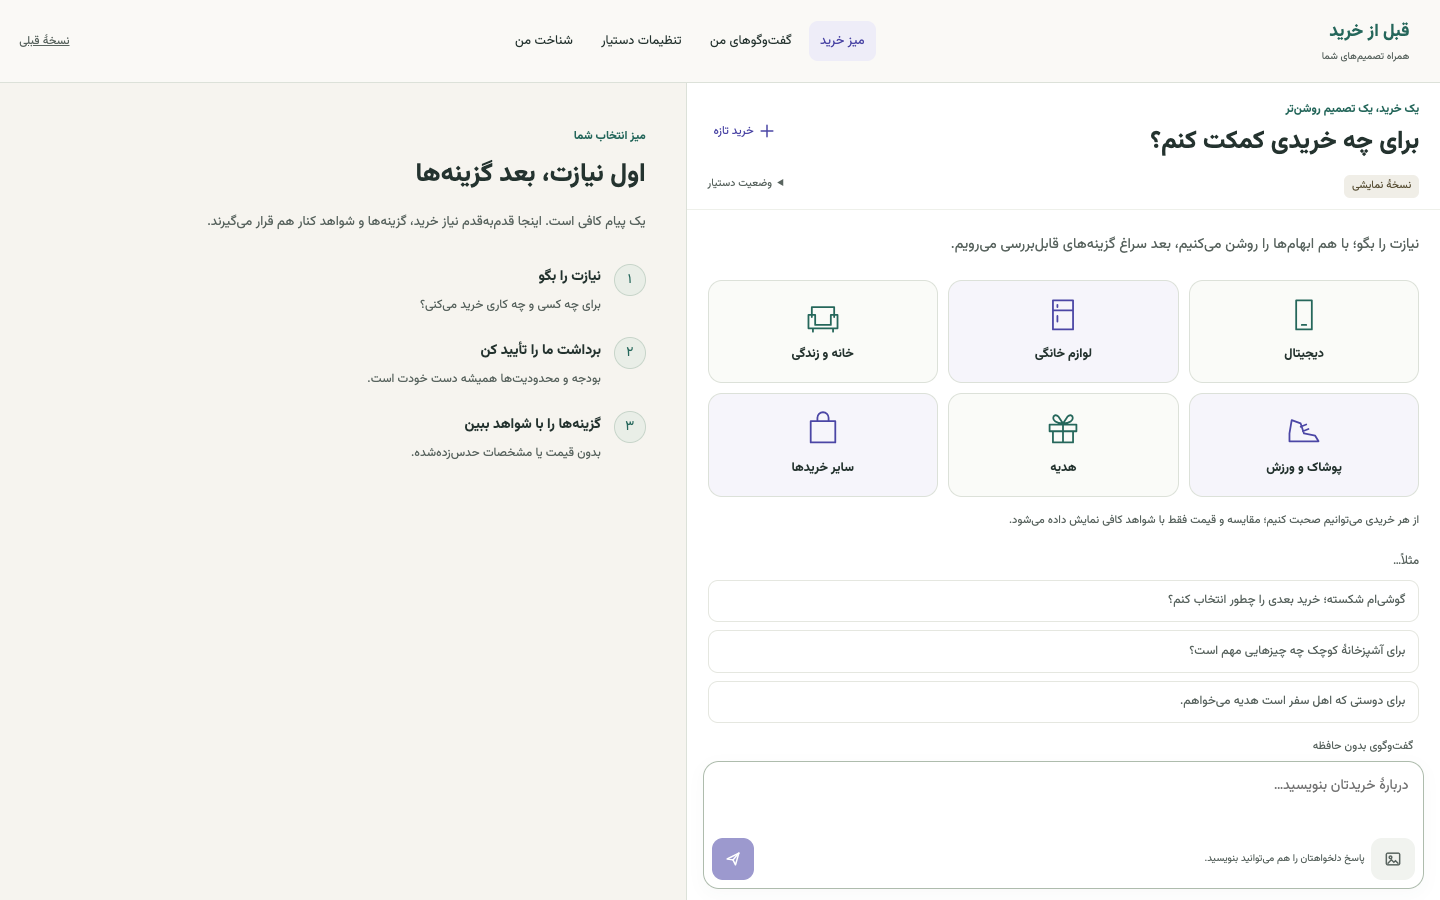 قبل از خرید
همراه تصمیم‌های شما
میز خرید
گفت‌وگوهای من
تنظیمات دستیار
شناخت من
نسخهٔ قبلی
یک خرید، یک تصمیم روشن‌تر
برای چه خریدی کمکت کنم؟
خرید تازه
نسخهٔ نمایشی
وضعیت دستیار
نیازت را بگو؛ با هم ابهام‌ها را روشن می‌کنیم، بعد سراغ گزینه‌های قابل‌بررسی می‌رویم.
دیجیتال
لوازم خانگی
خانه و زندگی
پوشاک و ورزش
هدیه
سایر خریدها
از هر خریدی می‌توانیم صحبت کنیم؛ مقایسه و قیمت فقط با شواهد کافی نمایش داده می‌شود.
مثلاً…
گوشی‌ام شکسته؛ خرید بعدی را چطور انتخاب کنم؟
برای آشپزخانهٔ کوچک چه چیزهایی مهم است؟
برای دوستی که اهل سفر است هدیه می‌خواهم.
گفت‌وگوی بدون حافظه
دربارهٔ خریدتان بنویسید…
پاسخ دلخواهتان را هم می‌توانید بنویسید.
میز انتخاب شما
اول نیازت، بعد گزینه‌ها
یک پیام کافی است. اینجا قدم‌به‌قدم نیاز خرید، گزینه‌ها و شواهد کنار هم قرار می‌گیرند.
۱
نیازت را بگو
برای چه کسی و چه کاری خرید می‌کنی؟
۲
برداشت ما را تأیید کن
بودجه و محدودیت‌ها همیشه دست خودت است.
۳
گزینه‌ها را با شواهد ببین
بدون قیمت یا مشخصات حدس‌زده‌شده.